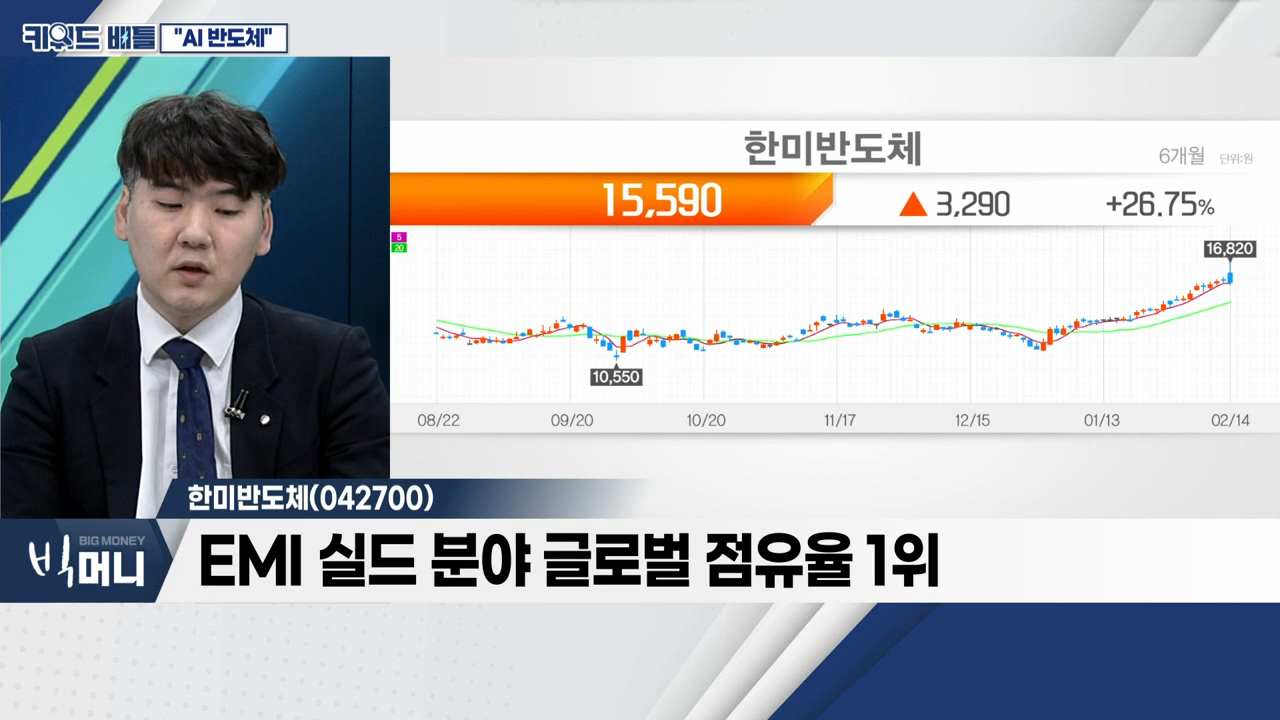 키워드 배틀 "AI 반도체"
한미반도체
6개월 단위:원
15,590 ▲ 3,290 +26.75%
5
20
16,820
10,550
08/22 09/20 10/20 11/17 12/15 01/13 02/14
한미반도체(042700)
BIG MONEY
빅머니
EMI 실드 분야 글로벌 점유율 1위